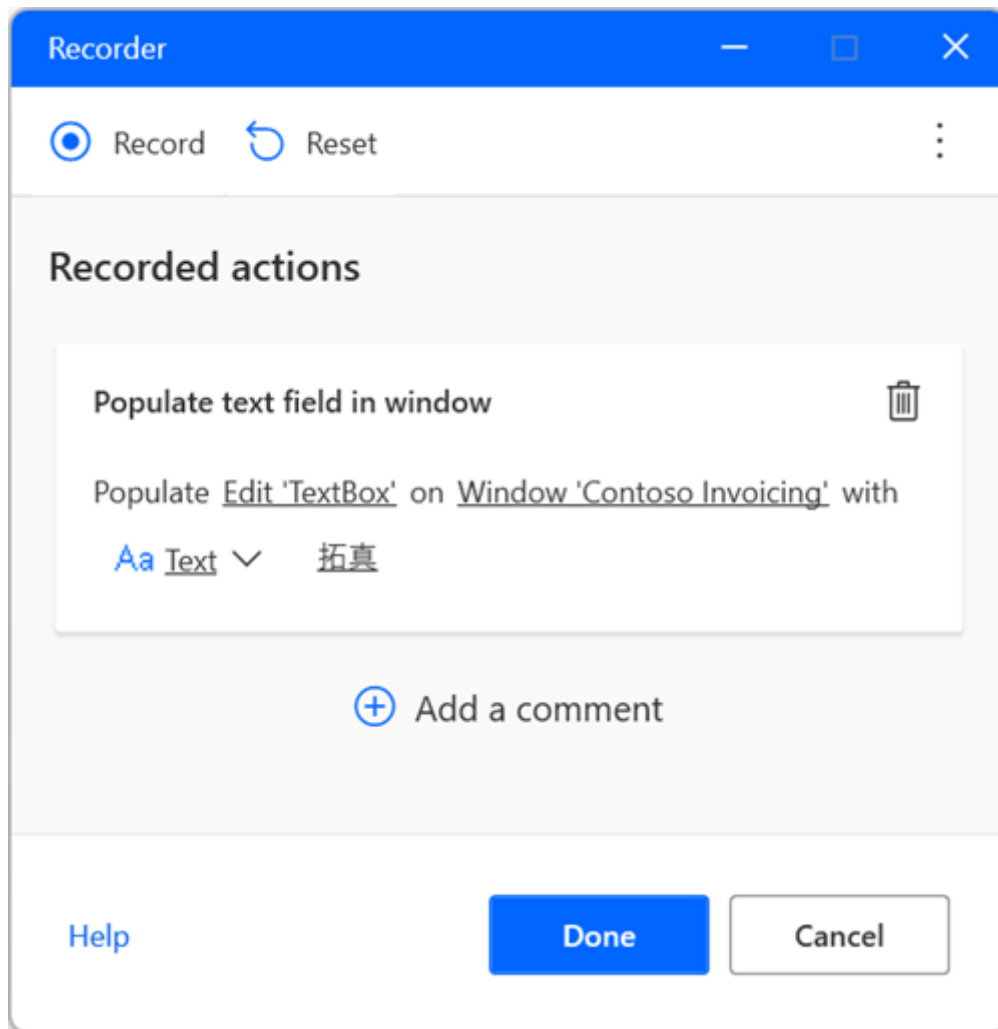 Recorder
Record Reset
Recorded actions
Populate text field in window
Populate Edit 'TextBox' on Window 'Contoso Invoicing' with
Aa Text 拓真
Add a comment
Help Done Cancel